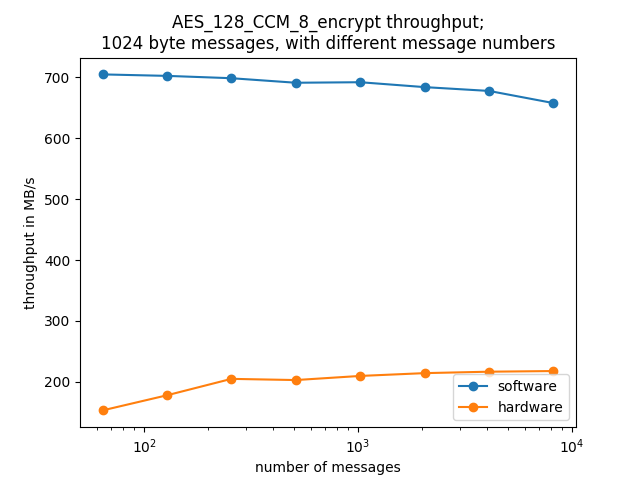 AES_128_CCM_8_encrypt throughput;
1024 byte messages, with different message numbers
throughput in MB/s
700
600
500
400
300
200
software
hardware
10²
10³
10⁴
number of messages